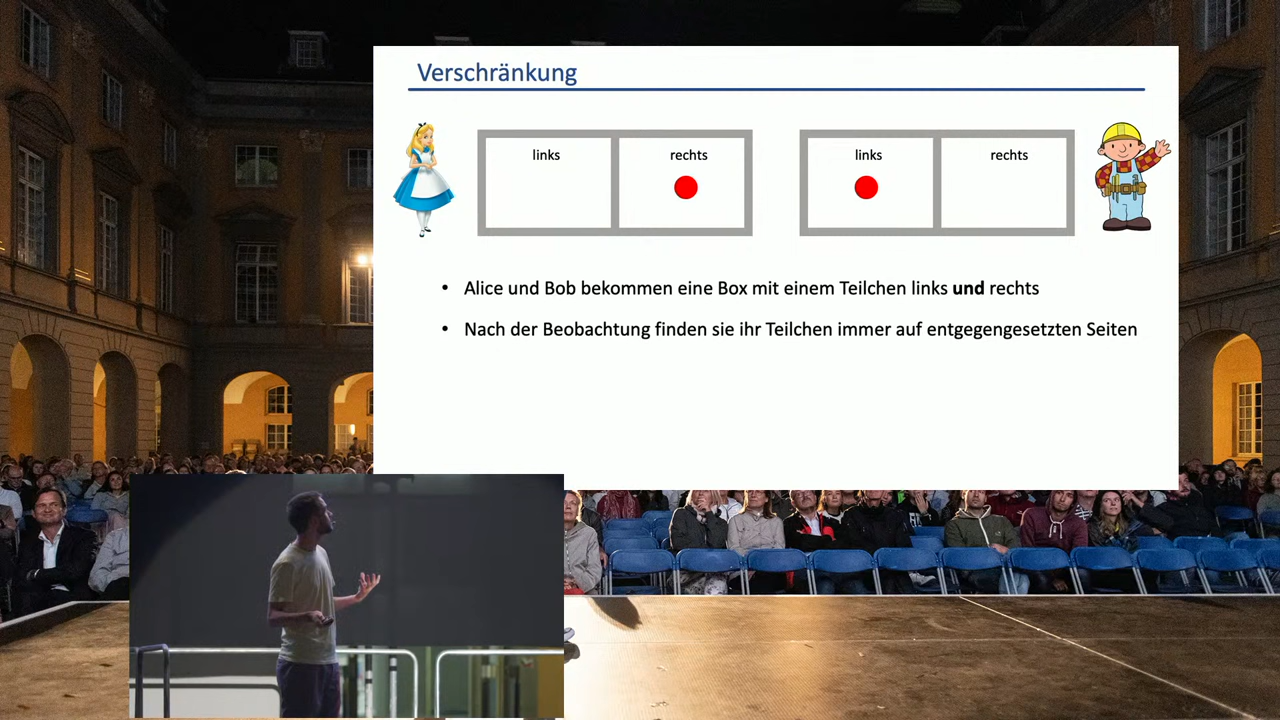 Verschränkung
links rechts links rechts
• Alice und Bob bekommen eine Box mit einem Teilchen links und rechts
• Nach der Beobachtung finden sie ihr Teilchen immer auf entgegengesetzten Seiten